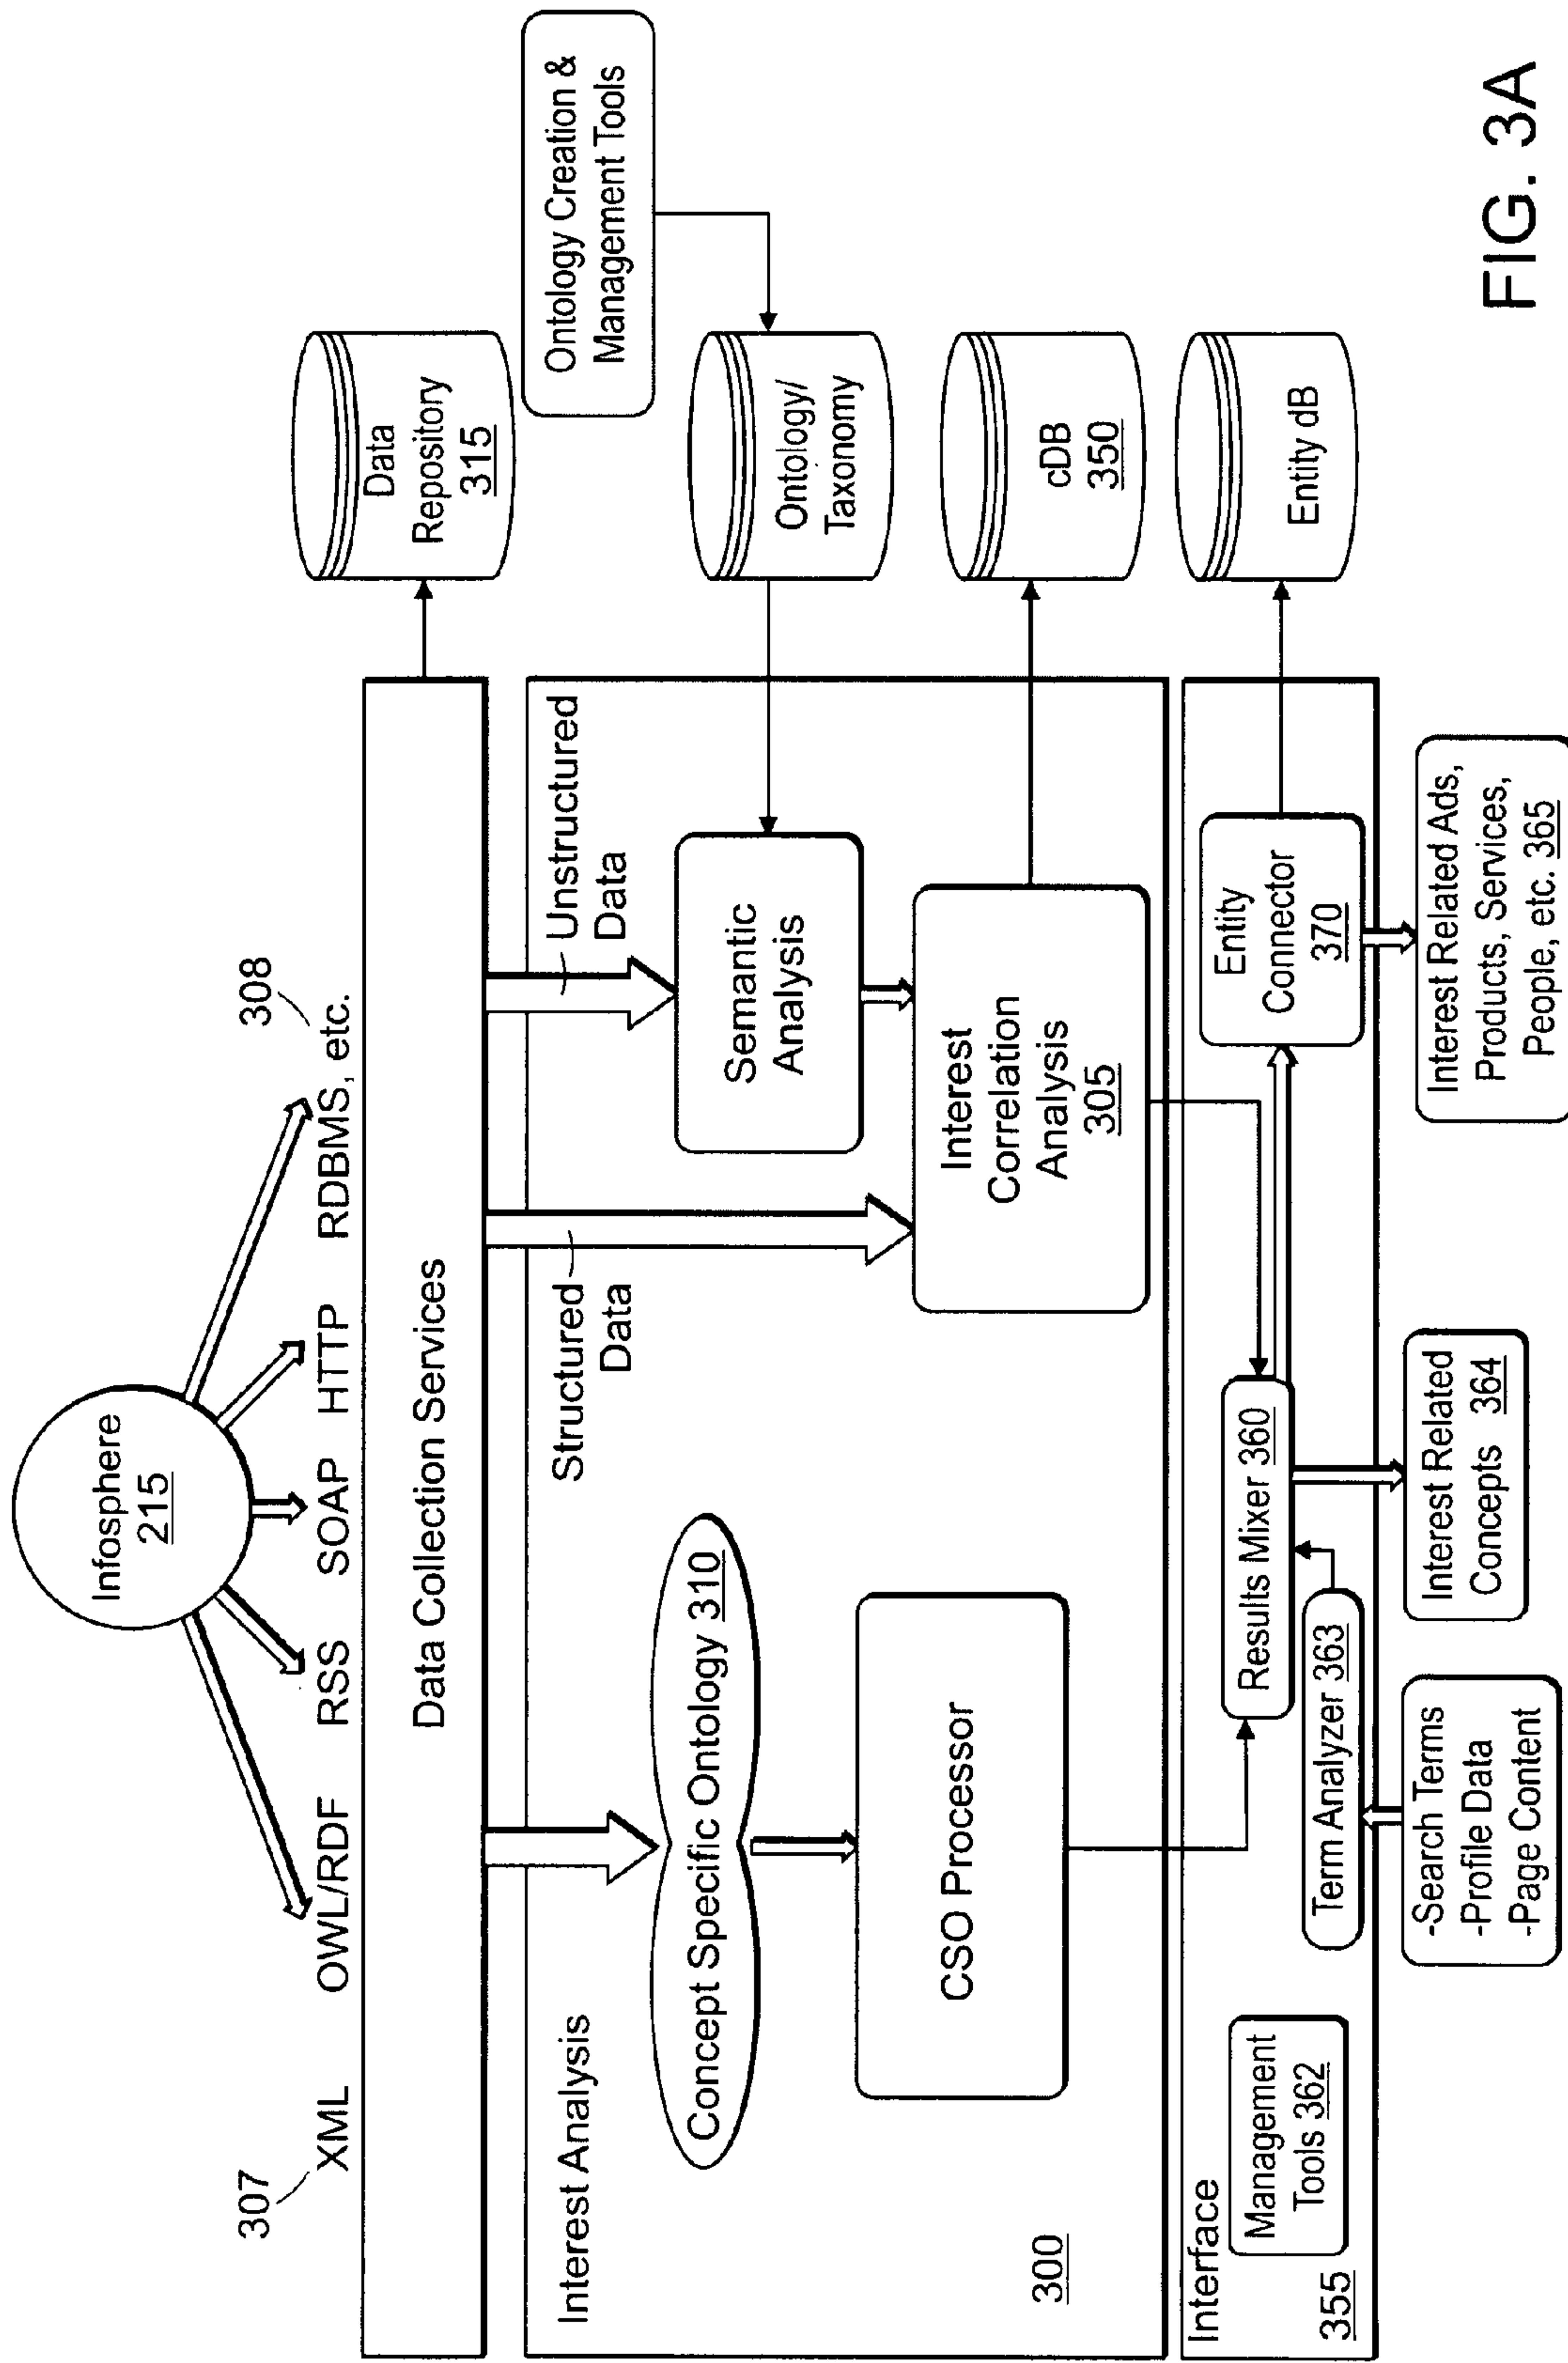 Infosphere
215
307
308
XML
OWL/RDF
RSS
SOAP
HTTP
RDBMS, etc.
Data Collection Services
Data
Repository
315
Ontology Creation &
Management Tools
Interest Analysis
Structured
Data
Unstructured
Data
Concept Specific Ontology 310
Semantic
Analysis
Ontology/
Taxonomy
CSO Processor
Interest
Correlation
Analysis
305
cDB
350
300
Interface
Management
Tools 362
355
Results Mixer 360
Term Analyzer 363
Entity
Connector
370
Entity dB
-Search Terms
-Profile Data
-Page Content
Interest Related
Concepts 364
Interest Related Ads,
Products, Services,
People, etc. 365
FIG. 3A